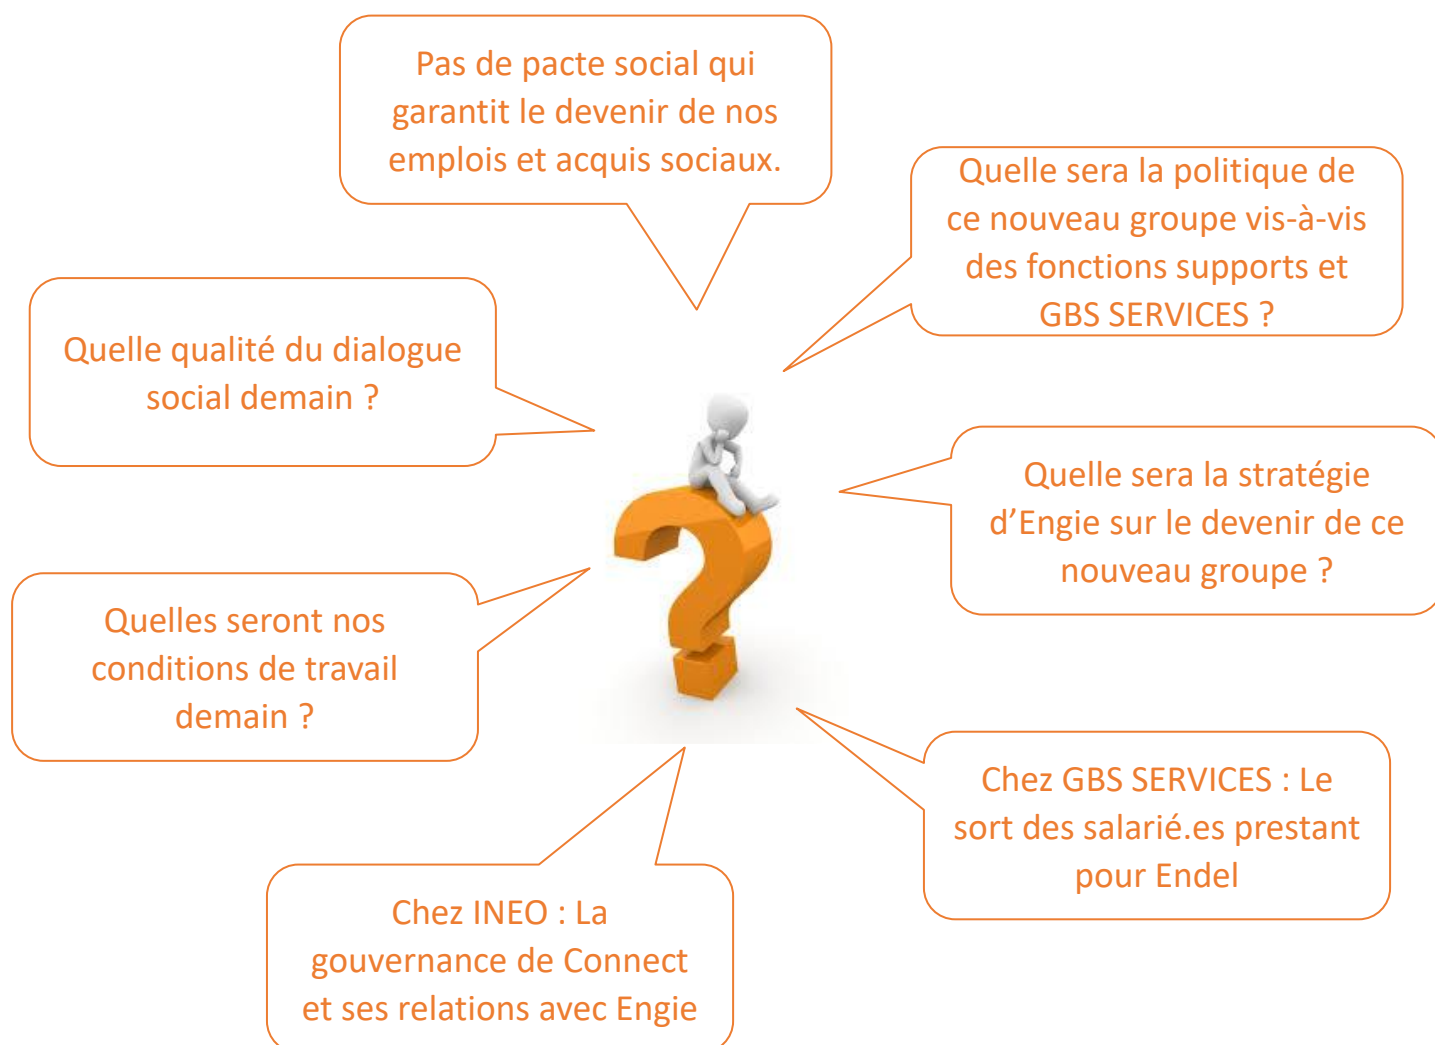 Pas de pacte social qui
garantit le devenir de nos
emplois et acquis sociaux.
Quelle sera la politique de
ce nouveau groupe vis-à-vis
des fonctions supports et
GBS SERVICES ?
Quelle qualité du dialogue
social demain ?
Quelle sera la stratégie
d’Engie sur le devenir de ce
nouveau groupe ?
Quelles seront nos
conditions de travail
demain ?
Chez GBS SERVICES : Le
sort des salarié.es prestant
pour Endel
Chez INEO : La
gouvernance de Connect
et ses relations avec Engie